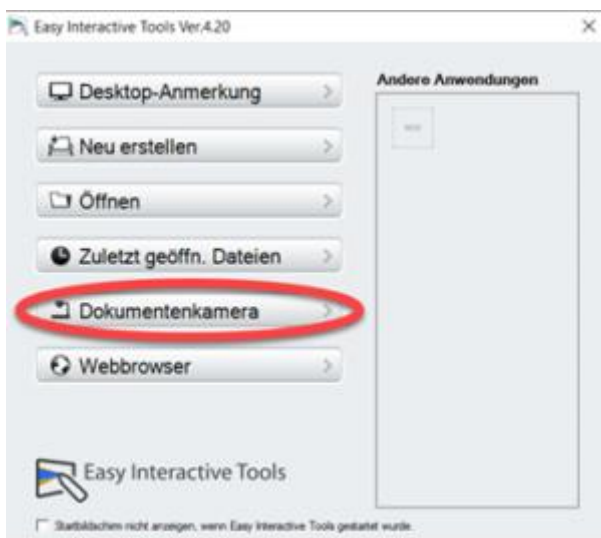 Easy Interactive Tools Ver.4.20
Desktop-Anmerkung
Neu erstellen
Öffnen
Zuletzt geöffn. Dateien
Dokumentenkamera
Webbrowser
Andere Anwendungen
Easy Interactive Tools
Startbildschirm nicht anzeigen, wenn Easy Interactive Tools gestartet wurde.